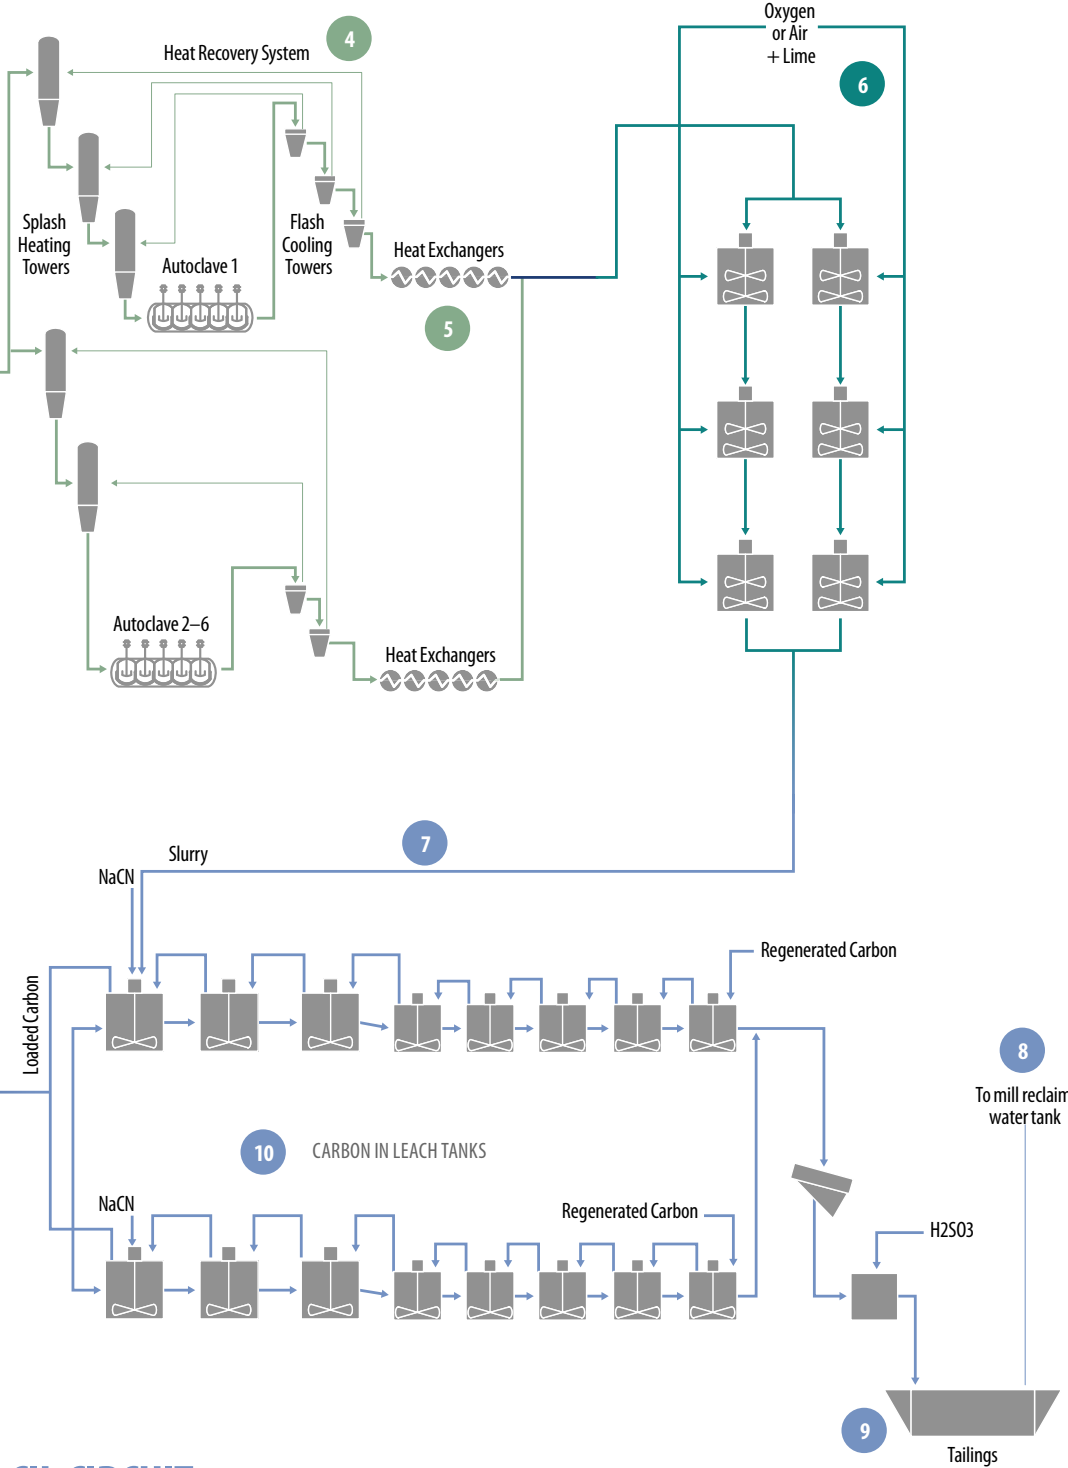 Oxygen
or Air
+ Lime
4
Heat Recovery System
6
Splash
Heating
Towers
Flash
Cooling
Towers
Heat Exchangers
Autoclave 1
5
Autoclave 2–6
Heat Exchangers
7
Slurry
NaCN
Regenerated Carbon
Loaded Carbon
8
To mill reclaim
water tank
10
CARBON IN LEACH TANKS
NaCN
Regenerated Carbon
H2SO3
9
Tailings